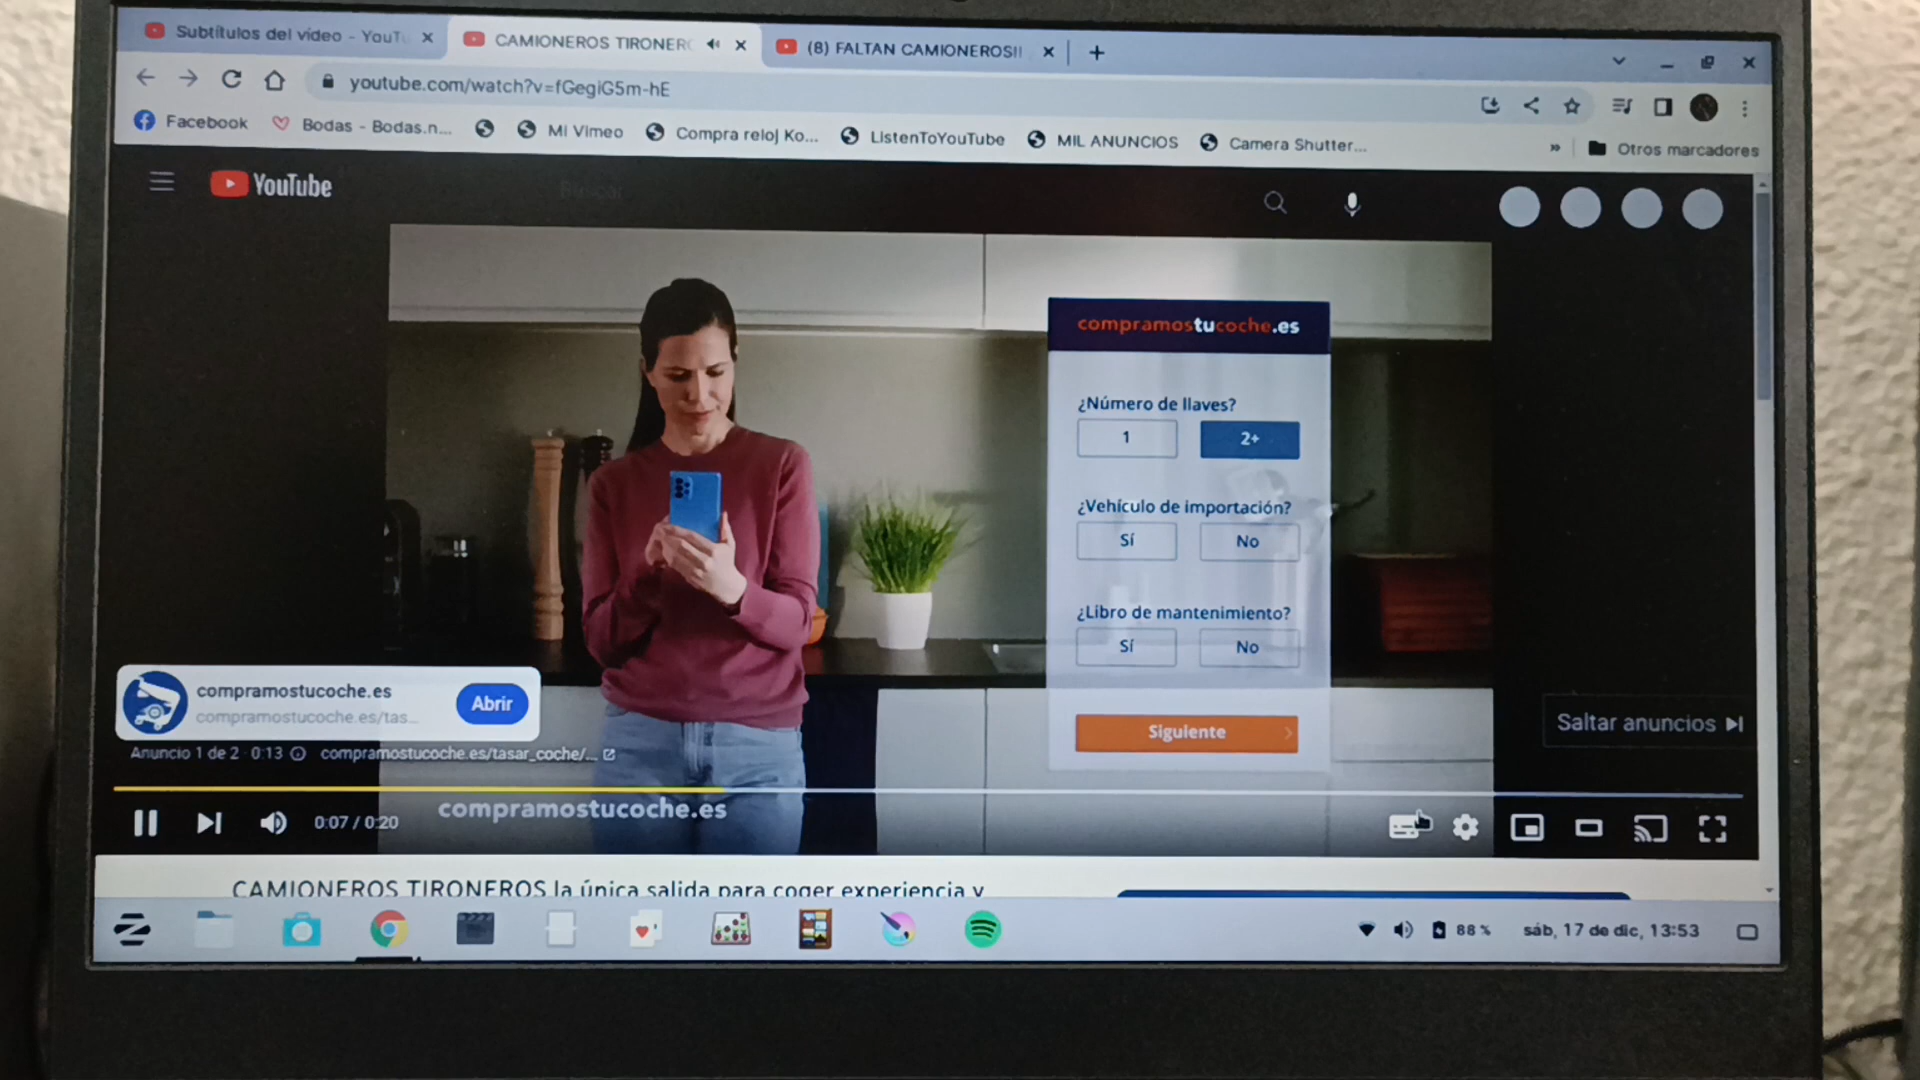 Subtítulos del vídeo - YouTu
CAMIONEROS TIRONER
(8) FALTAN CAMIONEROS!!
youtube.com/watch?v=fGegiG5m-hE
Facebook
Bodas - Bodas.n...
Mi Vimeo
Compra reloj Ko...
ListenToYouTube
MIL ANUNCIOS
Camera Shutter...
»
Otros marcadores
YouTube
Buscar
compramostucoche.es
¿Número de llaves?
1
2+
¿Vehículo de importación?
Sí
No
¿Libro de mantenimiento?
Sí
No
Siguiente
compramostucoche.es
compramostucoche.es/tas...
Abrir
Saltar anuncios
Anuncio 1 de 2 · 0:13
compramostucoche.es/tasar_coche/...
0:07 / 0:20
compramostucoche.es
CAMIONEROS TIRONEROS la única salida para coger experiencia y
88 %
sáb, 17 de dic, 13:53